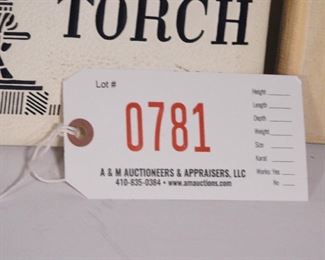 TORCH
Lot #
0781
A & M AUCTIONEERS & APPRAISERS, LLC
410-835-0384 • www.amauctions.com
Height
Length
Depth
Weight
Size
Karat
Works: Yes
No